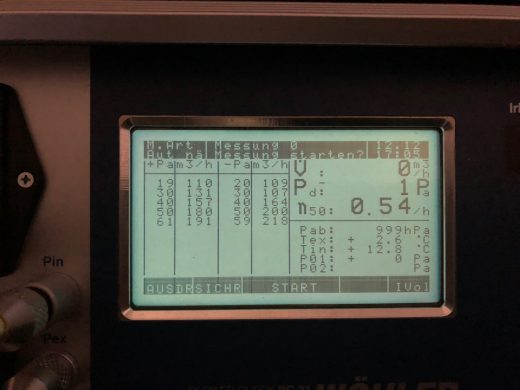 M.Art Messung 0 12.12
Aut nä Messung starten? 17:05
+Pa m3/h -Pa m3/h
V : 0 m3/h
19 110 20 109
Pd: 1 Pa
30 131 30 107
40 157 40 164
n50: 0.54 /h
50 180 50 200
61 191 59 218
Pab: 999hPa
Tex: + 2.6 °C
Tin: + 12.8 °C
P01: + 0 Pa
P02: Pa
AUSDR SICHR START IVol
Pin
Pex
WÖHLER